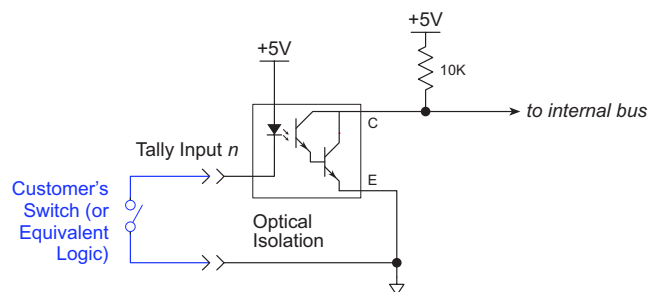 +5V
+5V
10K
C
to internal bus
Tally Input n
E
Customer's
Switch (or
Equivalent
Logic)
Optical
Isolation